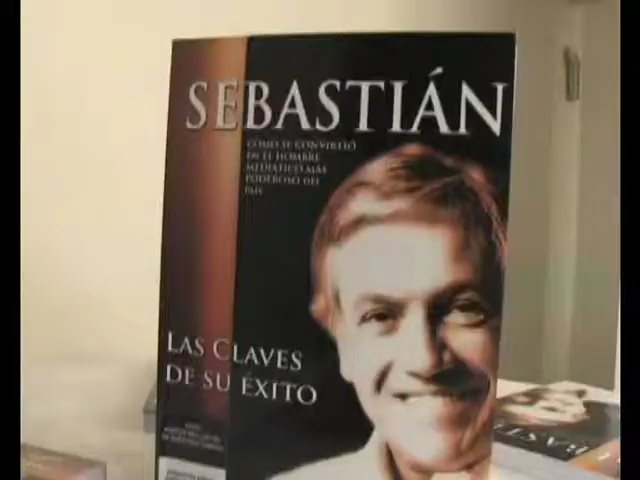 SEBASTIÁN
CÓMO SE CONVIRTIÓ
EN EL HOMBRE
MEDIÁTICO MÁS
PODEROSO DEL
PAÍS
LAS CLAVES
DE SU ÉXITO